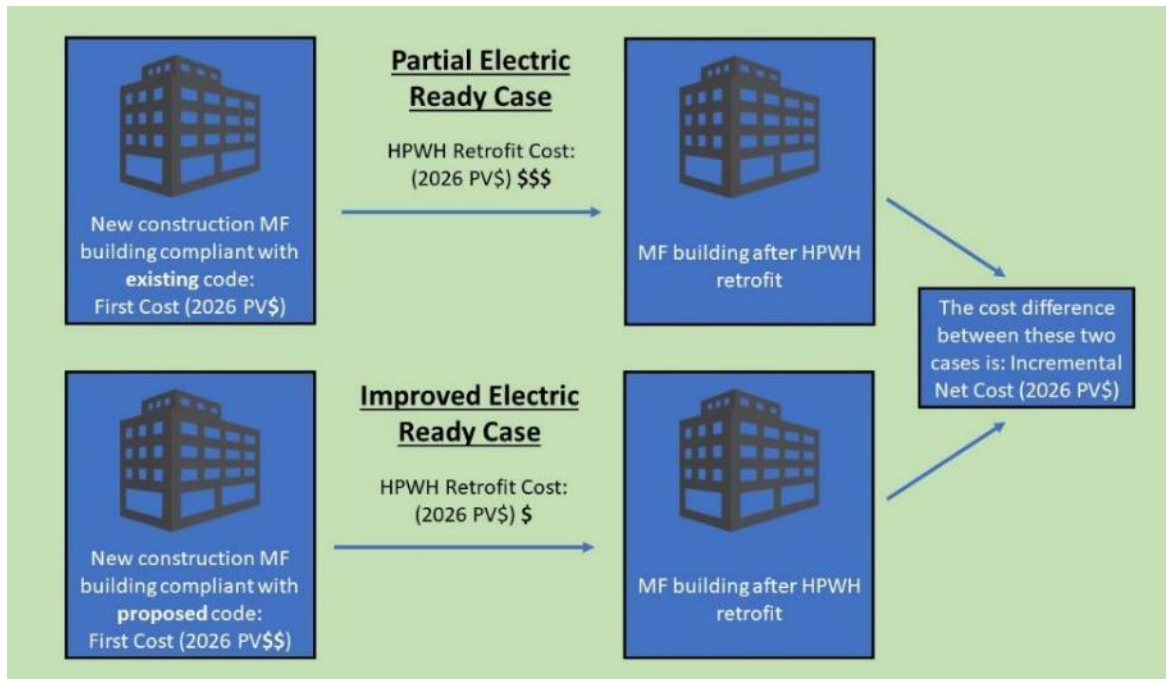 Partial Electric
Ready Case
HPWH Retrofit Cost:
(2026 PV$) $$$
New construction MF
building compliant with
existing code:
First Cost (2026 PV$)
MF building after HPWH
retrofit
The cost difference
between these two
cases is: Incremental
Net Cost (2026 PV$)
Improved Electric
Ready Case
HPWH Retrofit Cost:
(2026 PV$) $
New construction MF
building compliant with
proposed code:
First Cost (2026 PV$$)
MF building after HPWH
retrofit